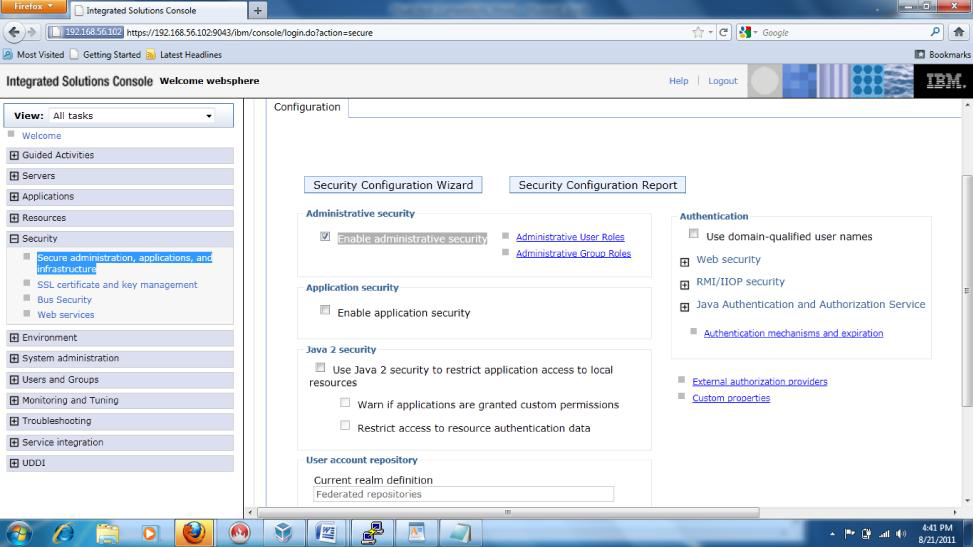 Firefox
Integrated Solutions Console
192.168.56.102 https://192.168.56.102:9043/ibm/console/login.do?action=secure
Google
Most Visited Getting Started Latest Headlines
Bookmarks
Integrated Solutions Console Welcome websphere
Help Logout
IBM.
View: All tasks
Welcome
Guided Activities
Servers
Applications
Resources
Security
Secure administration, applications, and
infrastructure
SSL certificate and key management
Bus Security
Web services
Environment
System administration
Users and Groups
Monitoring and Tuning
Troubleshooting
Service integration
UDDI
Configuration
Security Configuration Wizard Security Configuration Report
Administrative security
Enable administrative security
Administrative User Roles
Administrative Group Roles
Application security
Enable application security
Java 2 security
Use Java 2 security to restrict application access to local
resources
Warn if applications are granted custom permissions
Restrict access to resource authentication data
User account repository
Current realm definition
Federated repositories
Authentication
Use domain-qualified user names
Web security
RMI/IIOP security
Java Authentication and Authorization Service
Authentication mechanisms and expiration
External authorization providers
Custom properties
4:41 PM
8/21/2011